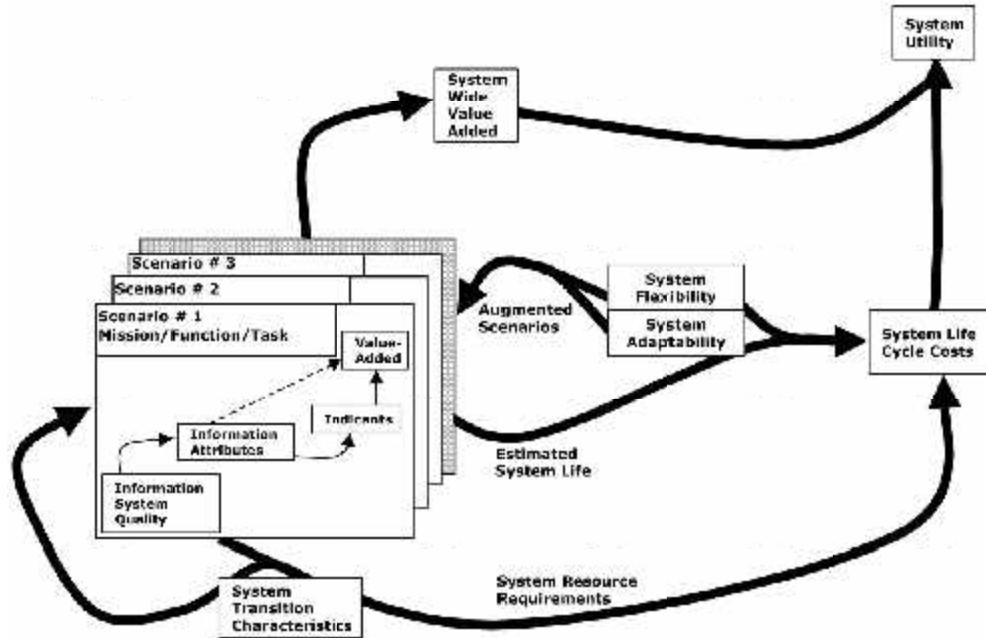 System
Utility
System
Wide
Value
Added
Scenario # 3
Scenario # 2
Scenario # 1
Mission/Function/Task
Value-
Added
Indicants
Information
Attributes
Information
System
Quality
Augmented
Scenarios
System
Flexibility
System
Adaptability
System Life
Cycle Costs
Estimated
System Life
System Resource
Requirements
System
Transition
Characteristics